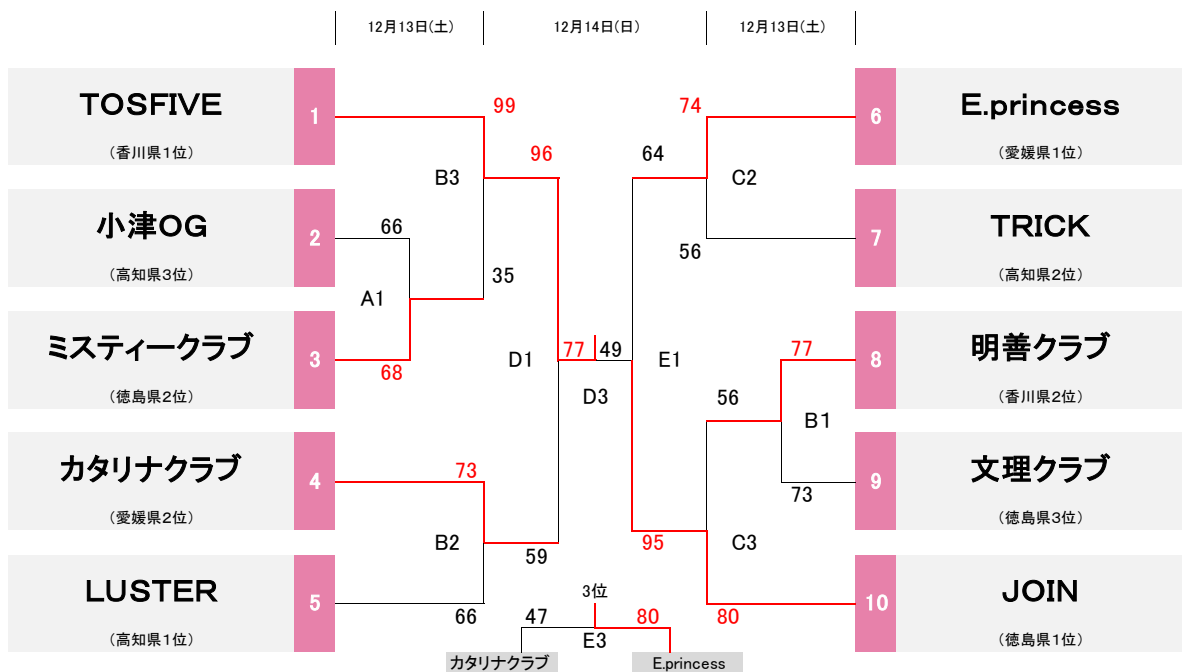 12月13日(土)
12月14日(日)
12月13日(土)
TOSFIVE
(香川県1位)
1
小津OG
(高知県3位)
2
ミスティークラブ
(徳島県2位)
3
カタリナクラブ
(愛媛県2位)
4
LUSTER
(高知県1位)
5
99
96
B3
66
35
A1
68
D1
77
49
D3
73
B2
59
66
74
64
C2
56
E1
77
56
B1
73
95
C3
80
3位
47
80
E3
カタリナクラブ
E.princess
6
E.princess
(愛媛県1位)
7
TRICK
(高知県2位)
8
明善クラブ
(香川県2位)
9
文理クラブ
(徳島県3位)
10
JOIN
(徳島県1位)